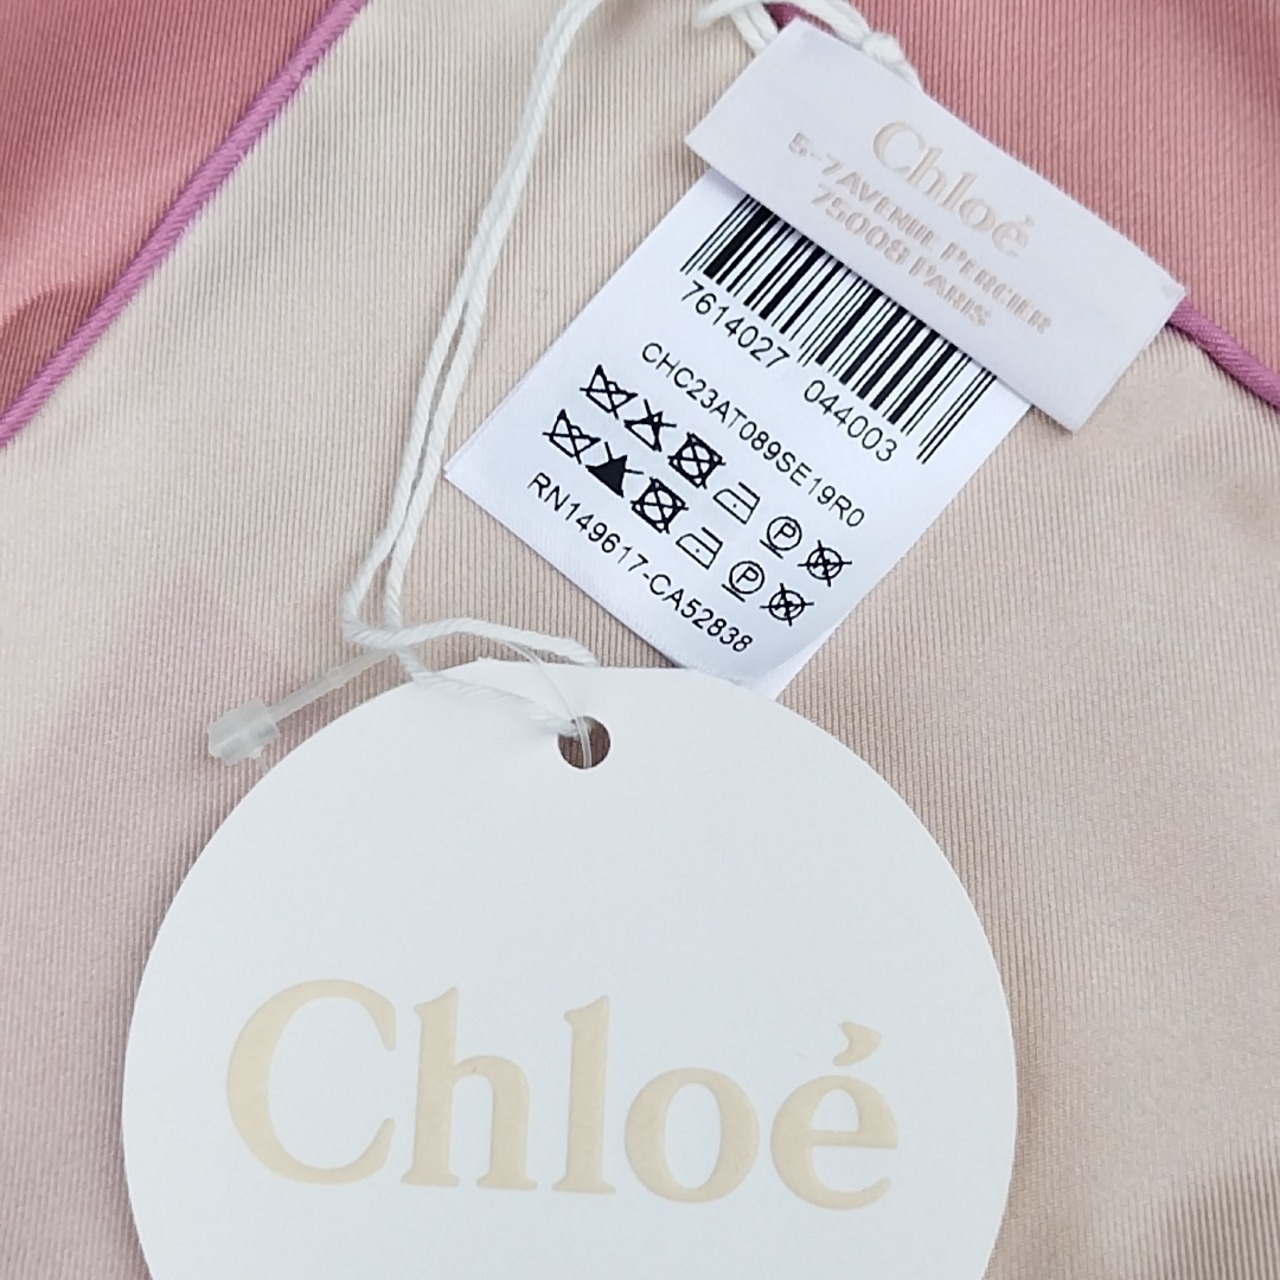 Chloé
5-7 AVENUE PERCIER
75008 PARIS
7614027 044003
CHC23AT089SE19R0
P
P
RN149617-CA52838
Chloé